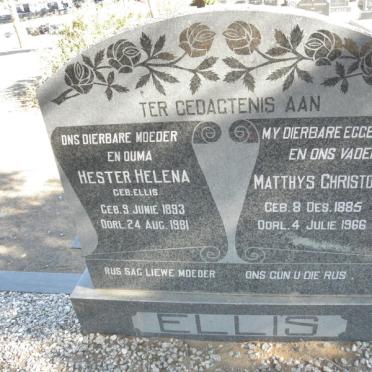 TER GEDAGTENIS AAN
ONS DIERBARE MOEDER
EN OUMA
HESTER HELENA
GEB. ELLIS
GEB. 9 JUNIE 1893
OORL. 24 AUG. 1981
RUS SAG LIEWE MOEDER
MY DIERBARE
EN ONS VADER
MATTHYS
GEB. 8 DES. 1885
OORL. 4 JULIE 1966
ONS GUN U DIE RUS
ELLIS